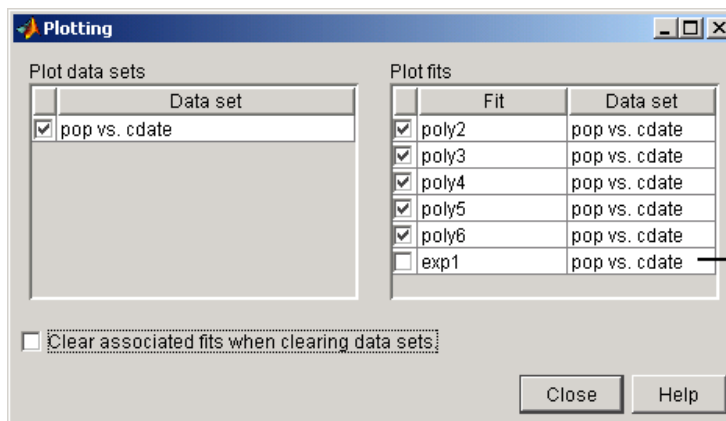 Plotting
Plot data sets
Data set
pop vs. cdate
Plot fits
Fit Data set
poly2 pop vs. cdate
poly3 pop vs. cdate
poly4 pop vs. cdate
poly5 pop vs. cdate
poly6 pop vs. cdate
exp1 pop vs. cdate
Clear associated fits when clearing data sets.
Close Help